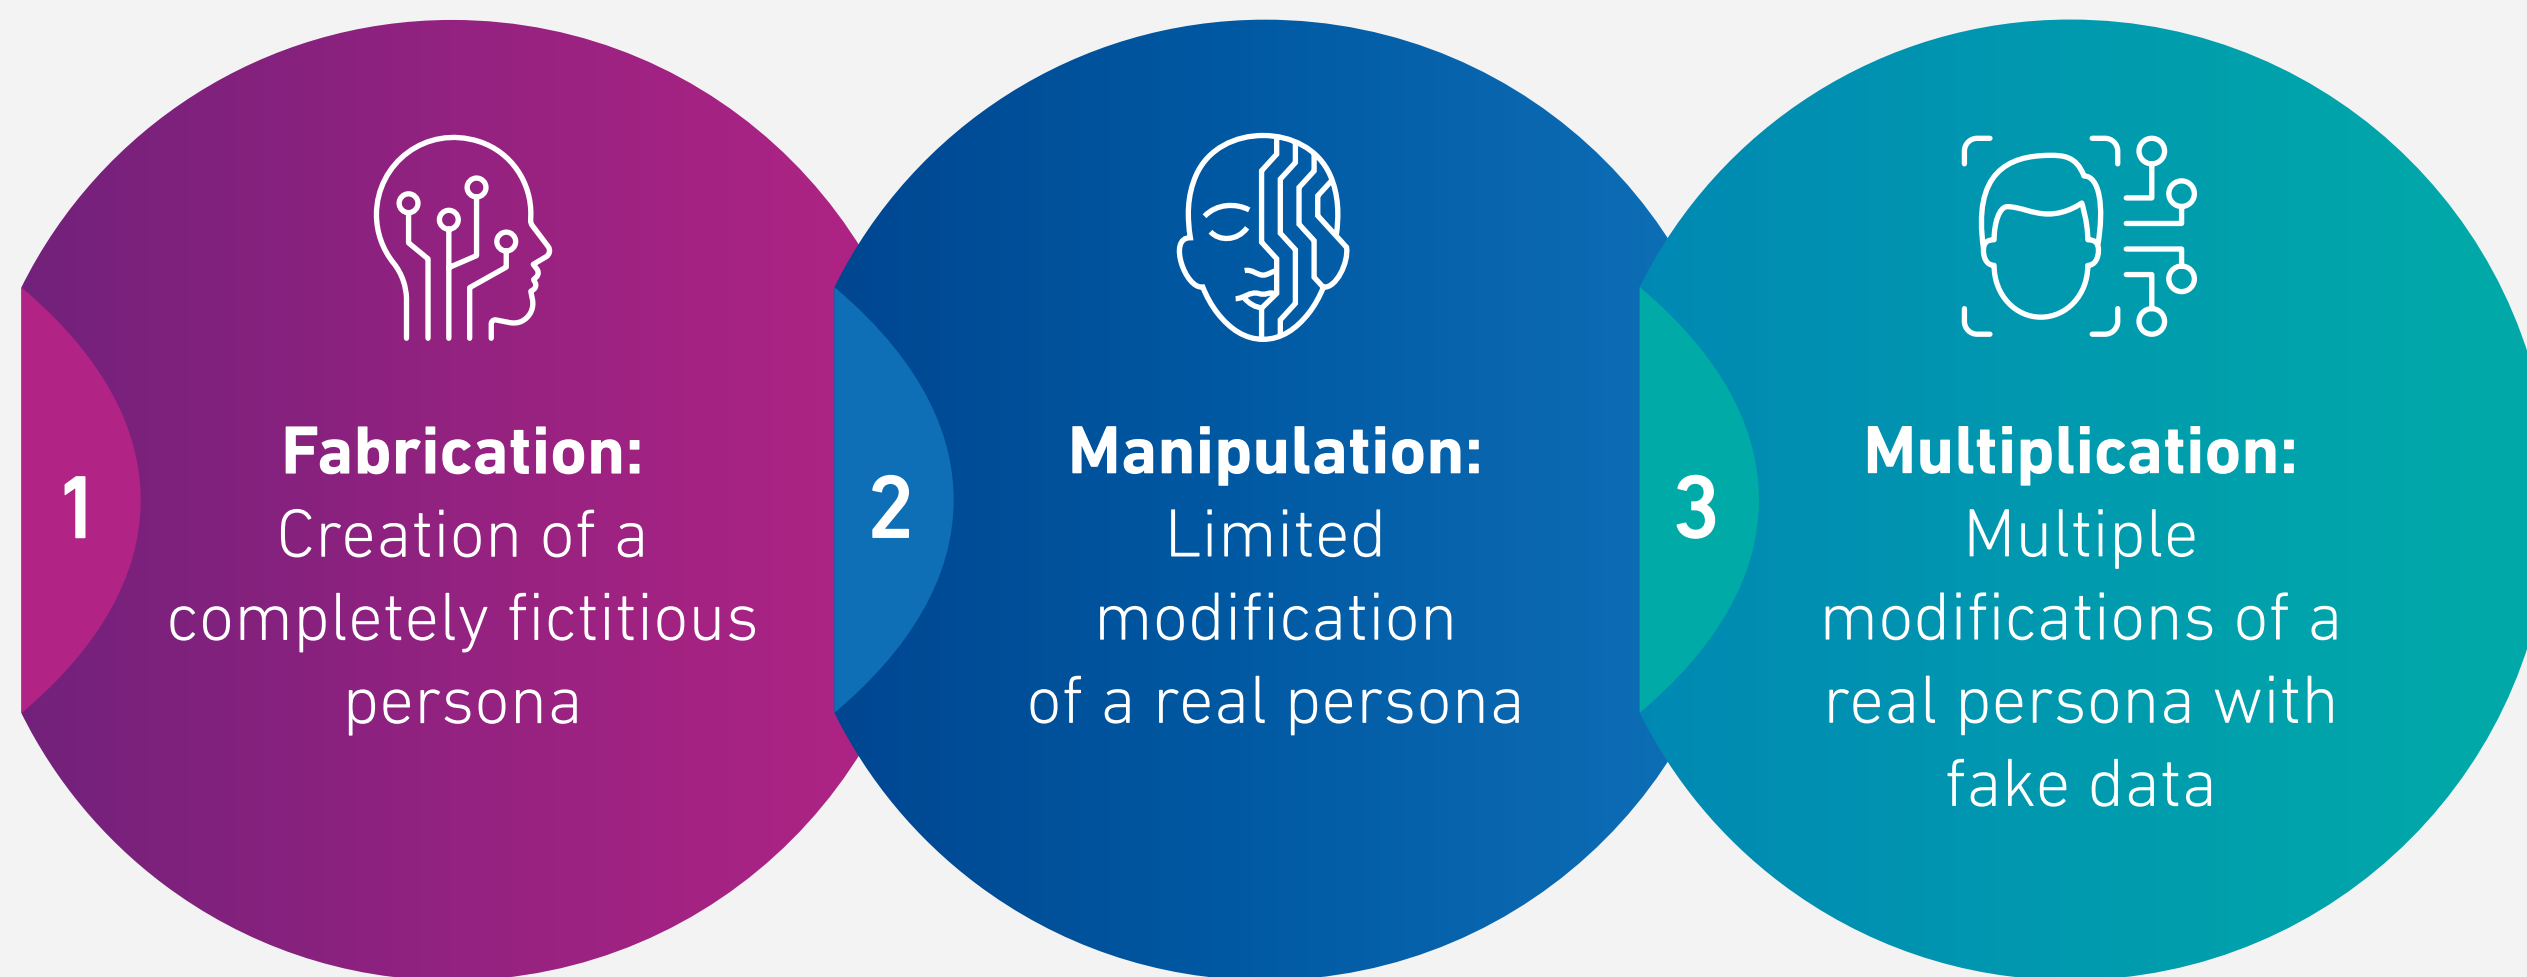 1
Fabrication:
Creation of a
completely fictitious
persona
2
Manipulation:
Limited
modification
of a real persona
3
Multiplication:
Multiple
modifications of a
real persona with
fake data